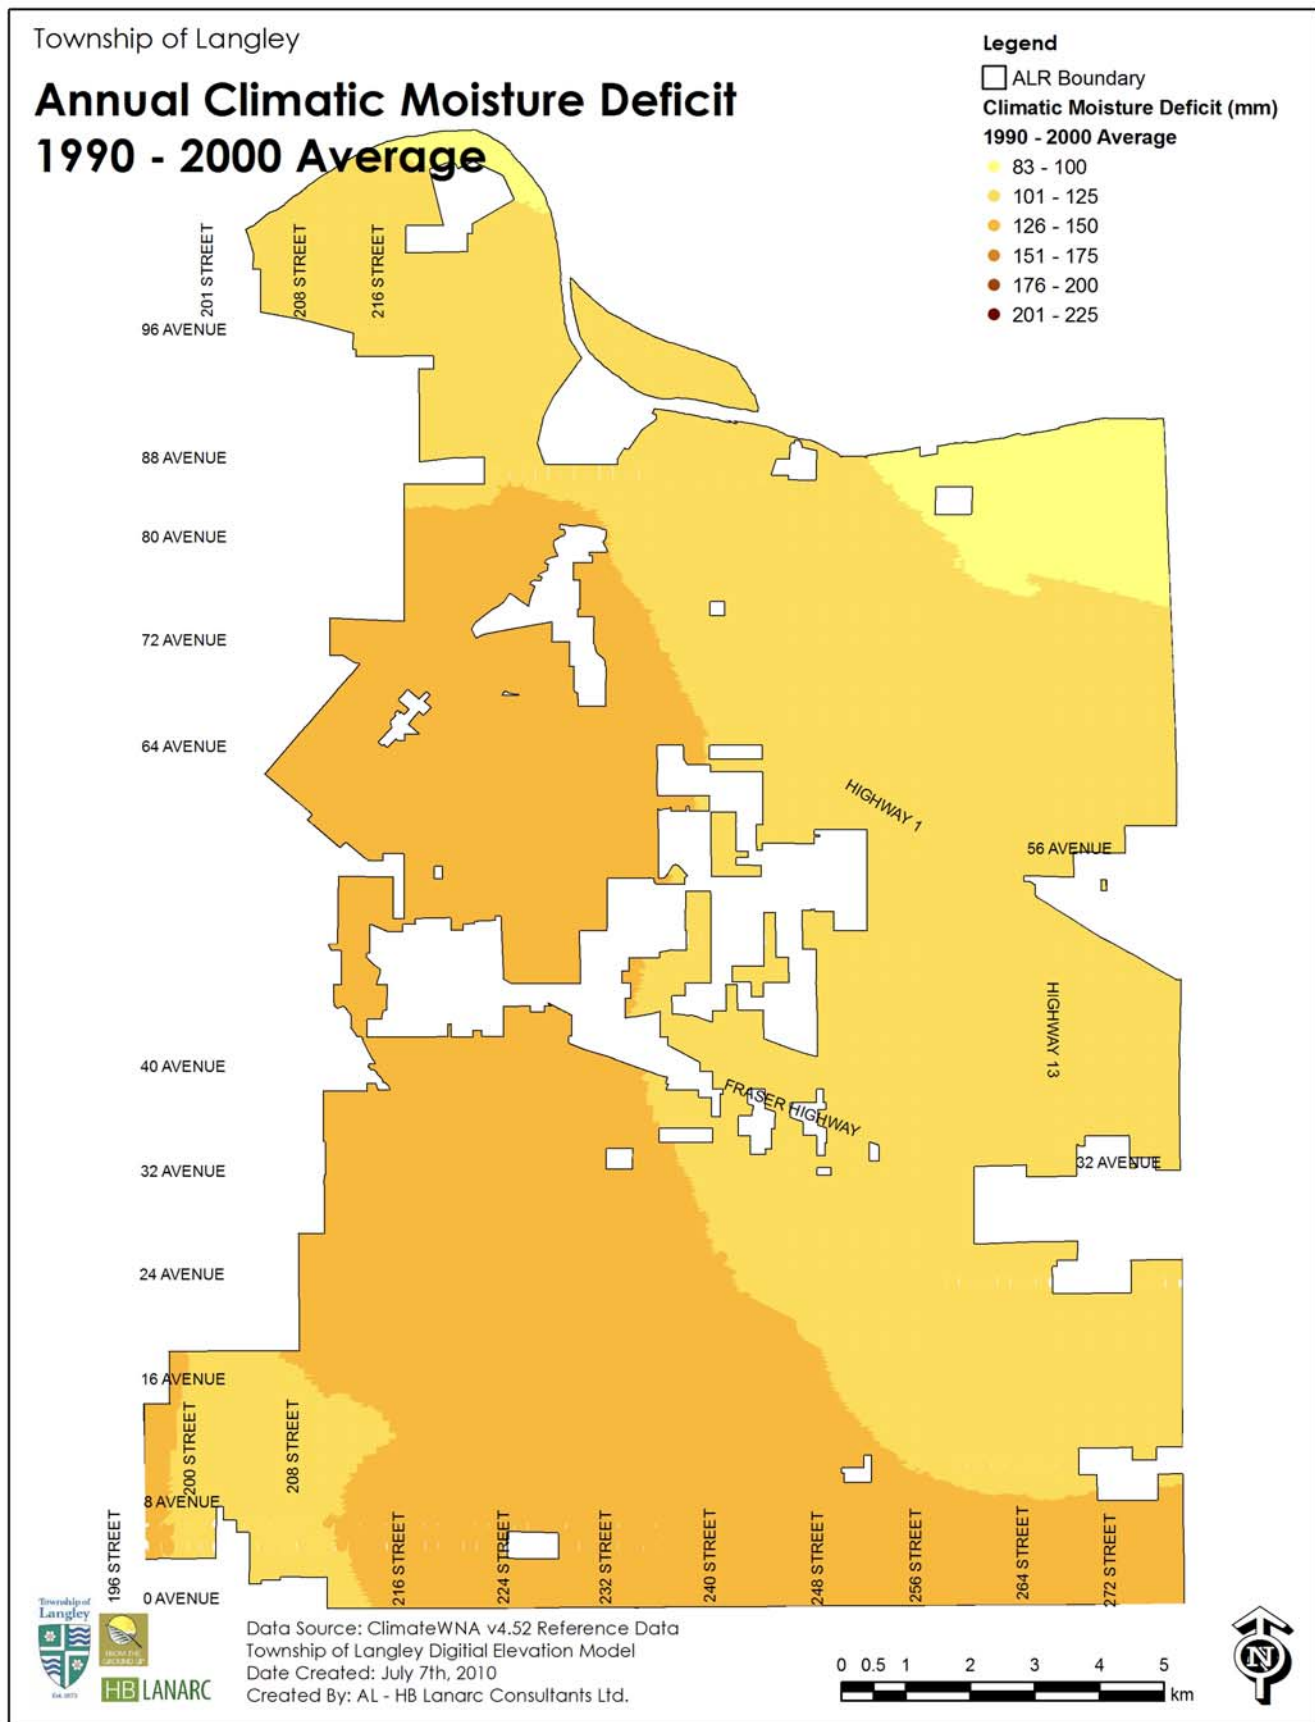 Township of Langley
Annual Climatic Moisture Deficit
1990 - 2000 Average
Legend
ALR Boundary
Climatic Moisture Deficit (mm)
1990 - 2000 Average
83 - 100
101 - 125
126 - 150
151 - 175
176 - 200
201 - 225
201 STREET
208 STREET
216 STREET
96 AVENUE
88 AVENUE
80 AVENUE
72 AVENUE
64 AVENUE
HIGHWAY 1
56 AVENUE
HIGHWAY 13
40 AVENUE
FRASER HIGHWAY
32 AVENUE
32 AVENUE
24 AVENUE
16 AVENUE
200 STREET
208 STREET
8 AVENUE
196 STREET
216 STREET
224 STREET
232 STREET
240 STREET
248 STREET
256 STREET
264 STREET
272 STREET
0 AVENUE
Township of
Langley
Est. 1873
FROM THE
GROUND UP
HB LANARC
Data Source: ClimateWNA v4.52 Reference Data
Township of Langley Digitial Elevation Model
Date Created: July 7th, 2010
Created By: AL - HB Lanarc Consultants Ltd.
0 0.5 1 2 3 4 5
km
N